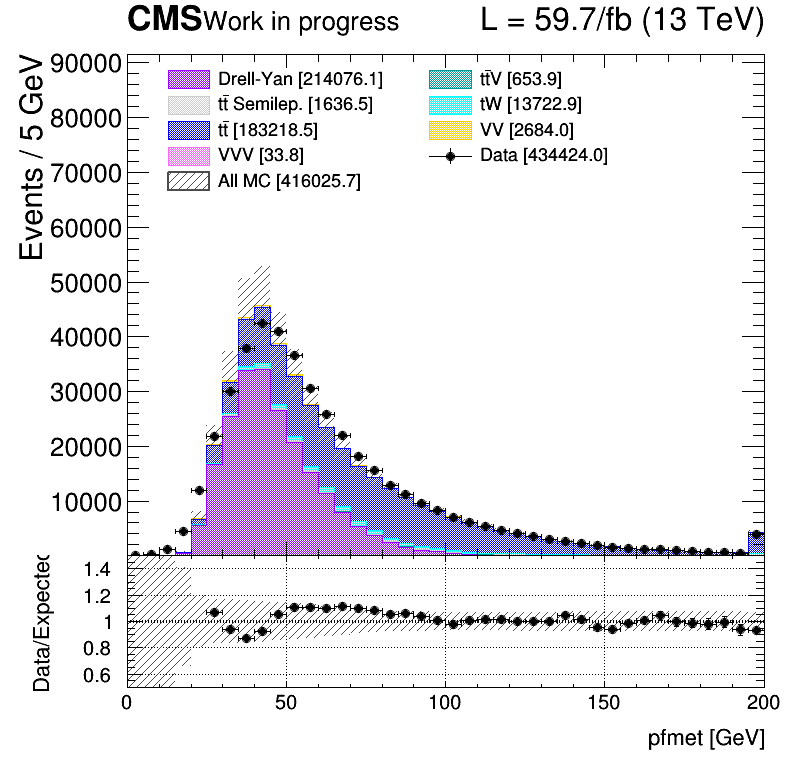 CMS Work in progress L = 59.7/fb (13 TeV)
Events / 5 GeV
90000
80000
70000
60000
50000
40000
30000
20000
10000
Drell-Yan [214076.1]
tt̄ Semilep. [1636.5]
tt̄ [183218.5]
VVV [33.8]
All MC [416025.7]
tt̄V [653.9]
tW [13722.9]
VV [2684.0]
Data [434424.0]
Data/Expected
1.4
1.2
1
0.8
0.6
0 50 100 150 200
pfmet [GeV]